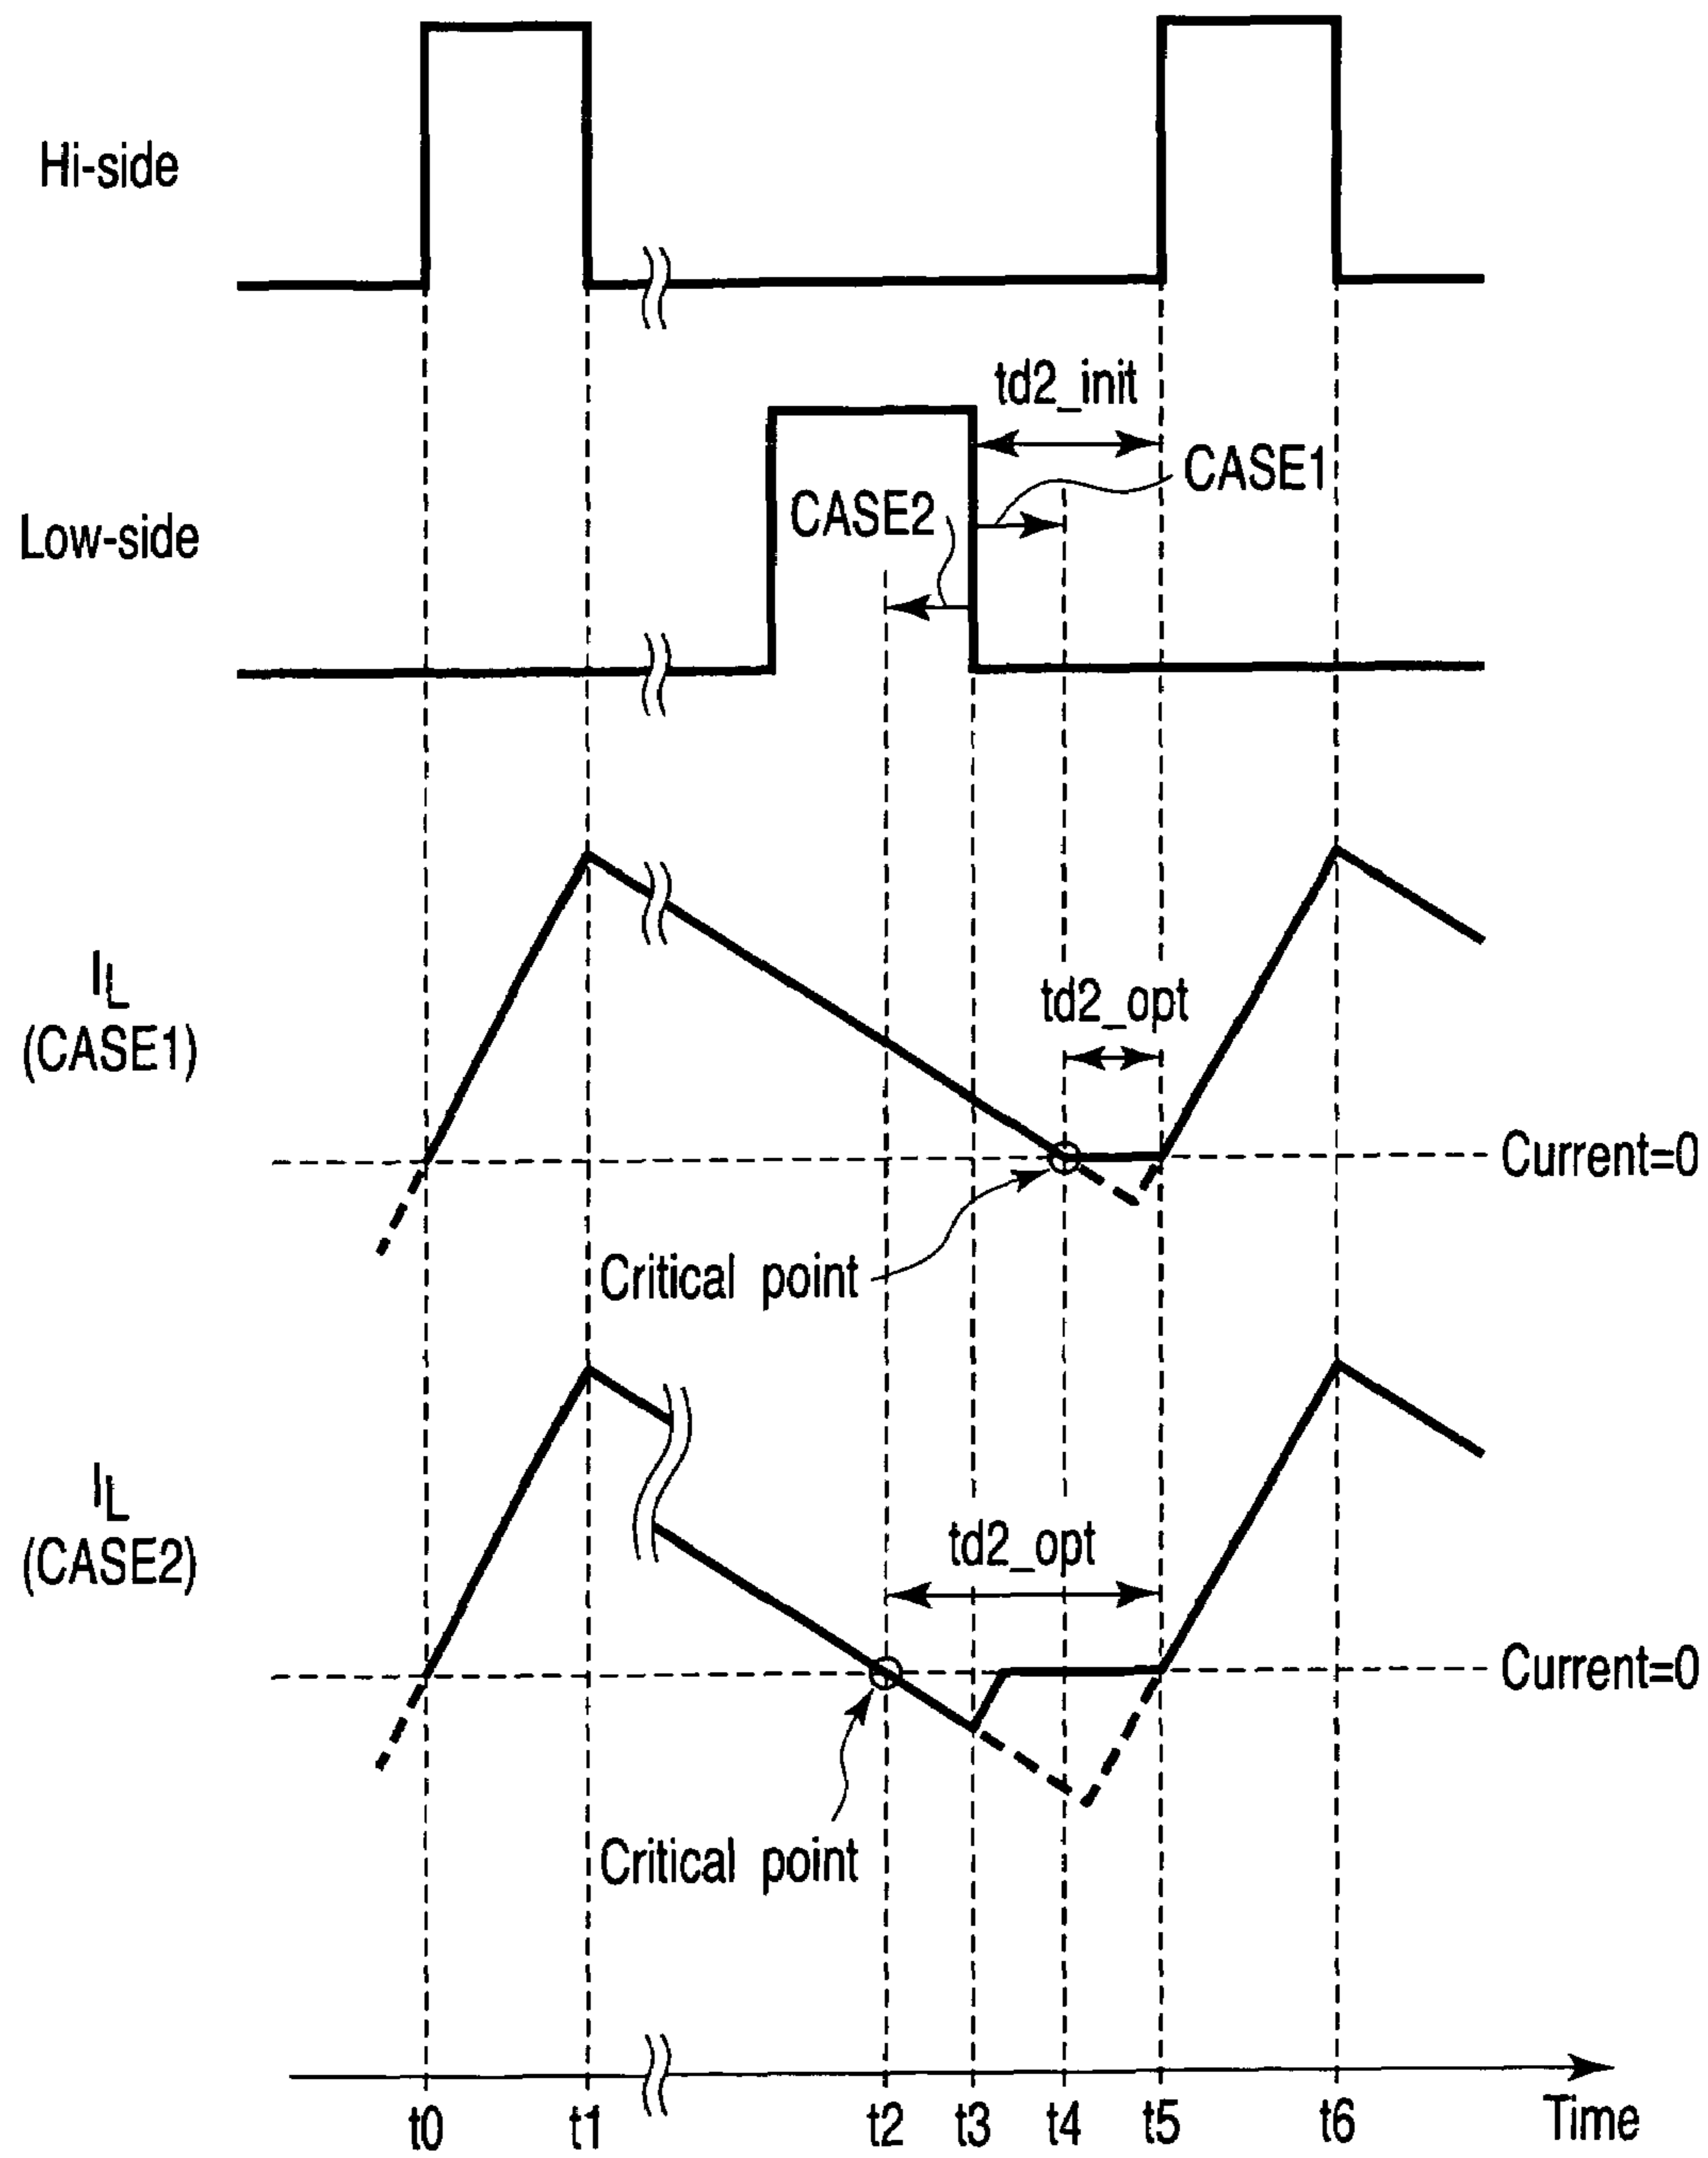 Hi-side
td2_init
CASE1
CASE2
Low-side
IL
(CASE1)
td2_opt
Current=0
Critical point
IL
(CASE2)
td2_opt
Current=0
Critical point
t0 t1 t2 t3 t4 t5 t6 Time